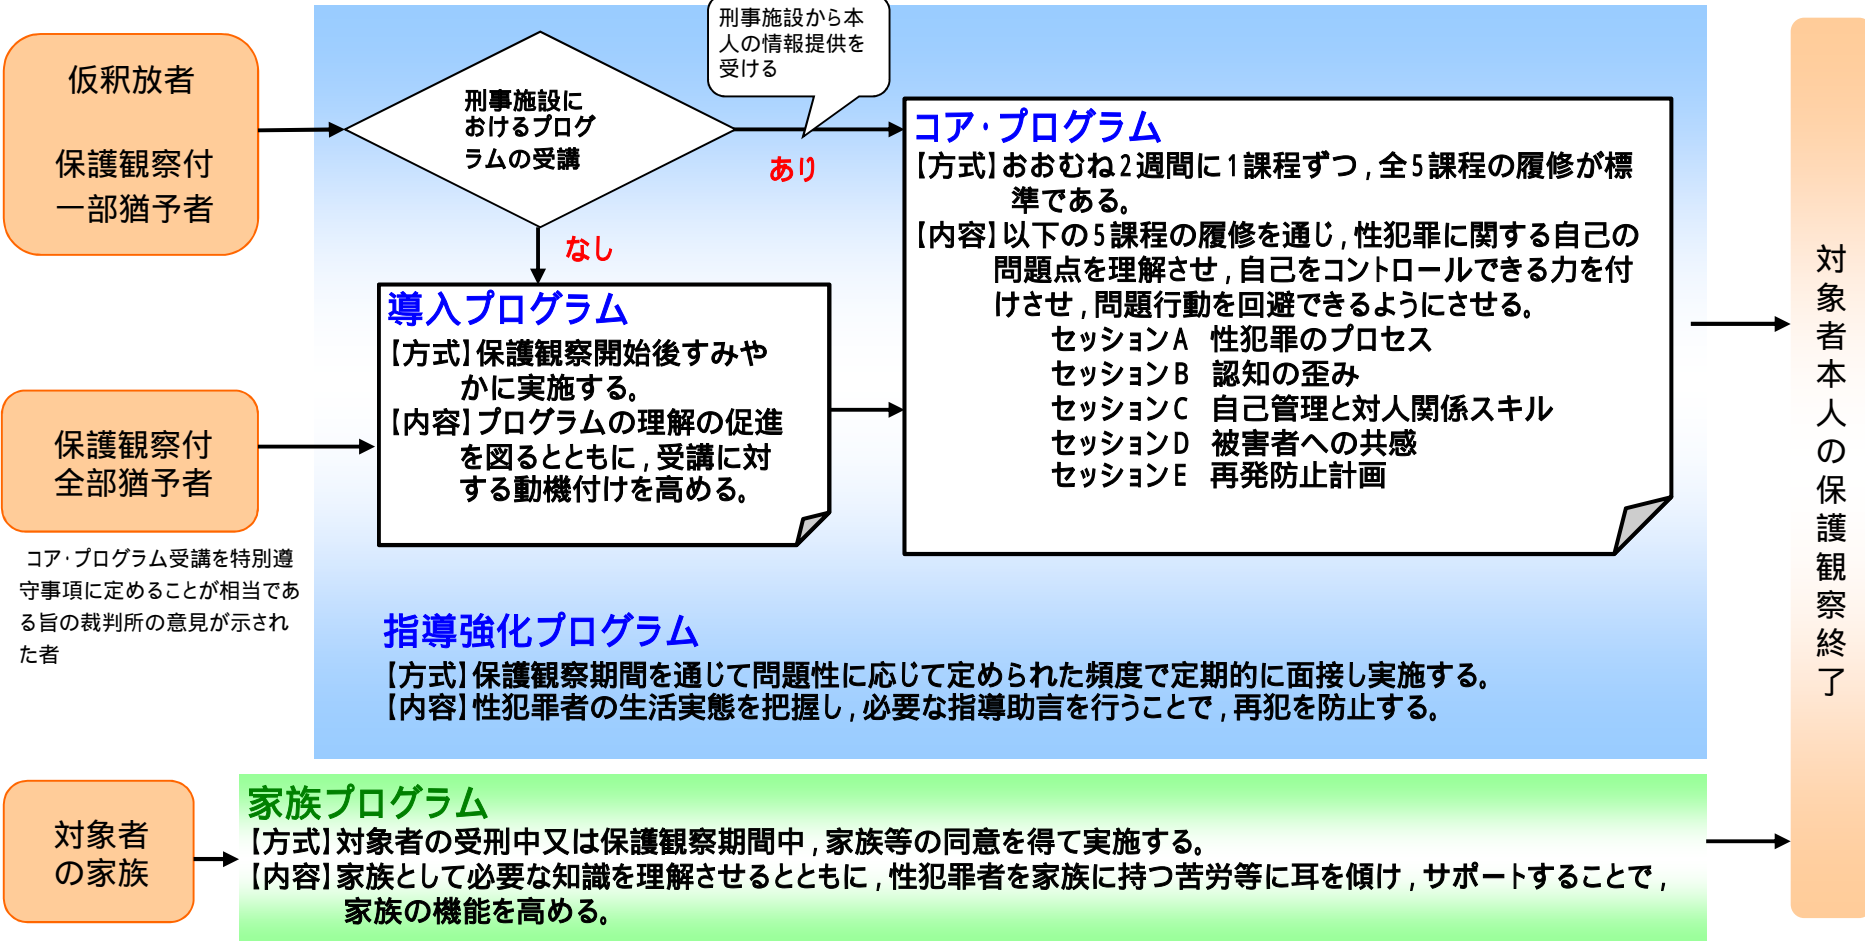 仮釈放者
保護観察付
一部猶予者
刑事施設に
おけるプログ
ラムの受講
刑事施設から本
人の情報提供を
受ける
あり
なし
導入プログラム
【方式】保護観察開始後すみや
かに実施する。
【内容】プログラムの理解の促進
を図るとともに,受講に対
する動機付けを高める。
コア・プログラム
【方式】おおむね2週間に1課程ずつ,全5課程の履修が標
準である。
【内容】以下の5課程の履修を通じ,性犯罪に関する自己の
問題点を理解させ,自己をコントロールできる力を付
けさせ,問題行動を回避できるようにさせる。
セッションA 性犯罪のプロセス
セッションB 認知の歪み
セッションC 自己管理と対人関係スキル
セッションD 被害者への共感
セッションE 再発防止計画
保護観察付
全部猶予者
コア・プログラム受講を特別遵
守事項に定めることが相当であ
る旨の裁判所の意見が示され
た者
指導強化プログラム
【方式】保護観察期間を通じて問題性に応じて定められた頻度で定期的に面接し実施する。
【内容】性犯罪者の生活実態を把握し,必要な指導助言を行うことで,再犯を防止する。
対象者
の家族
家族プログラム
【方式】対象者の受刑中又は保護観察期間中,家族等の同意を得て実施する。
【内容】家族として必要な知識を理解させるとともに,性犯罪者を家族に持つ苦労等に耳を傾け,サポートすることで,
家族の機能を高める。
対象者本人の保護観察終了